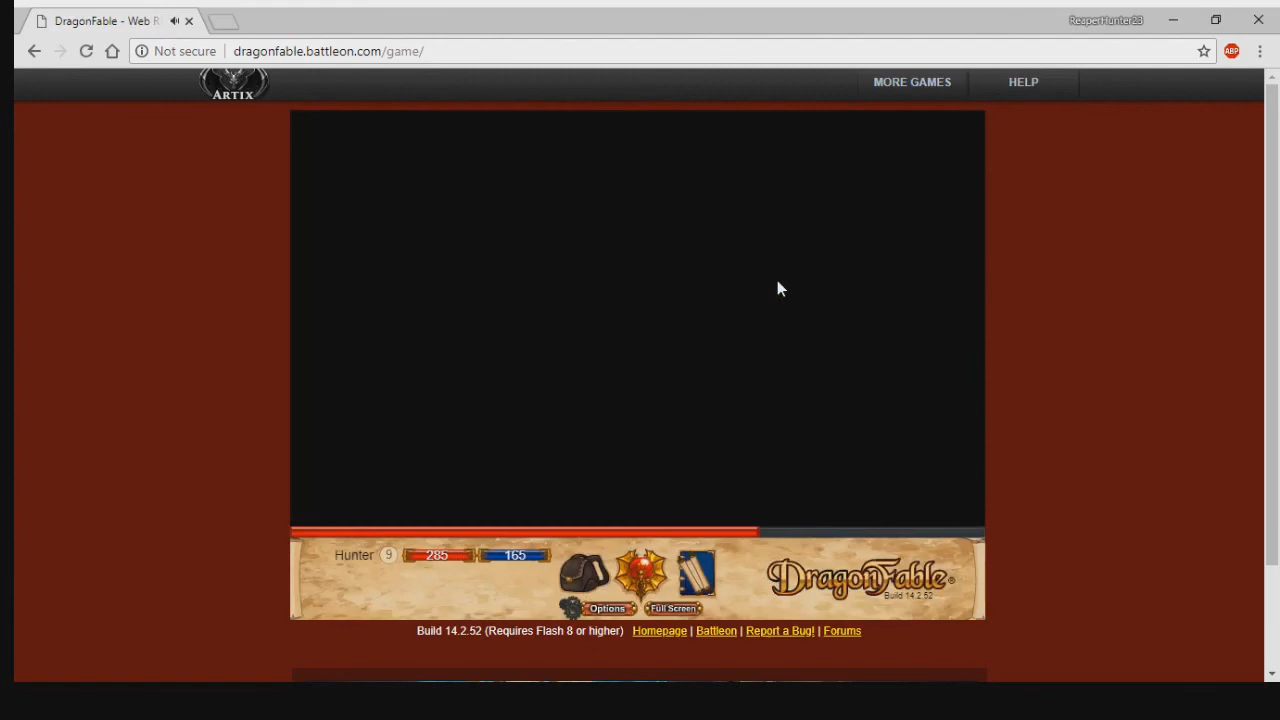 DragonFable - Web R
ReaperHunter23
Not secure
dragonfable.battleon.com/game/
ABP
ARTIX
MORE GAMES
HELP
Hunter 9 285 165
DragonFable®
Build 14.2.52
Options
Full Screen
Build 14.2.52 (Requires Flash 8 or higher) Homepage | Battleon | Report a Bug! | Forums